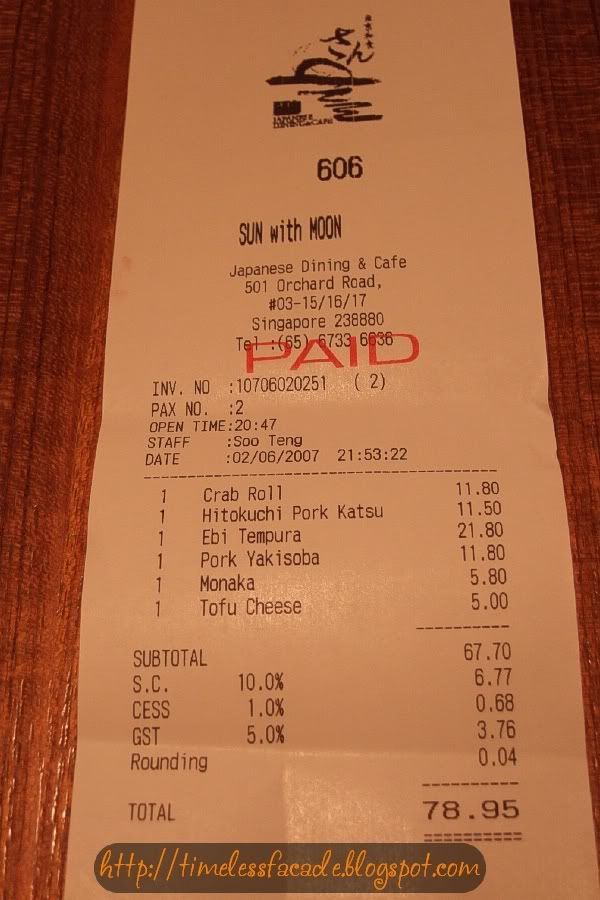 さん
JAPANESE
DINING & CAFE
606
SUN with MOON
Japanese Dining & Cafe
501 Orchard Road,
#03-15/16/17
Singapore 238880
Tel :(65) 6733 6636
PAID
INV. NO :10706020251 ( 2)
PAX NO. :2
OPEN TIME:20:47
STAFF :Soo Teng
DATE :02/06/2007 21:53:22
1 Crab Roll 11.80
1 Hitokuchi Pork Katsu 11.50
1 Ebi Tempura 21.80
1 Pork Yakisoba 11.80
1 Monaka 5.80
1 Tofu Cheese 5.00
SUBTOTAL 67.70
S.C. 10.0% 6.77
CESS 1.0% 0.68
GST 5.0% 3.76
Rounding 0.04
TOTAL 78.95
http://timelessfacade.blogspot.com